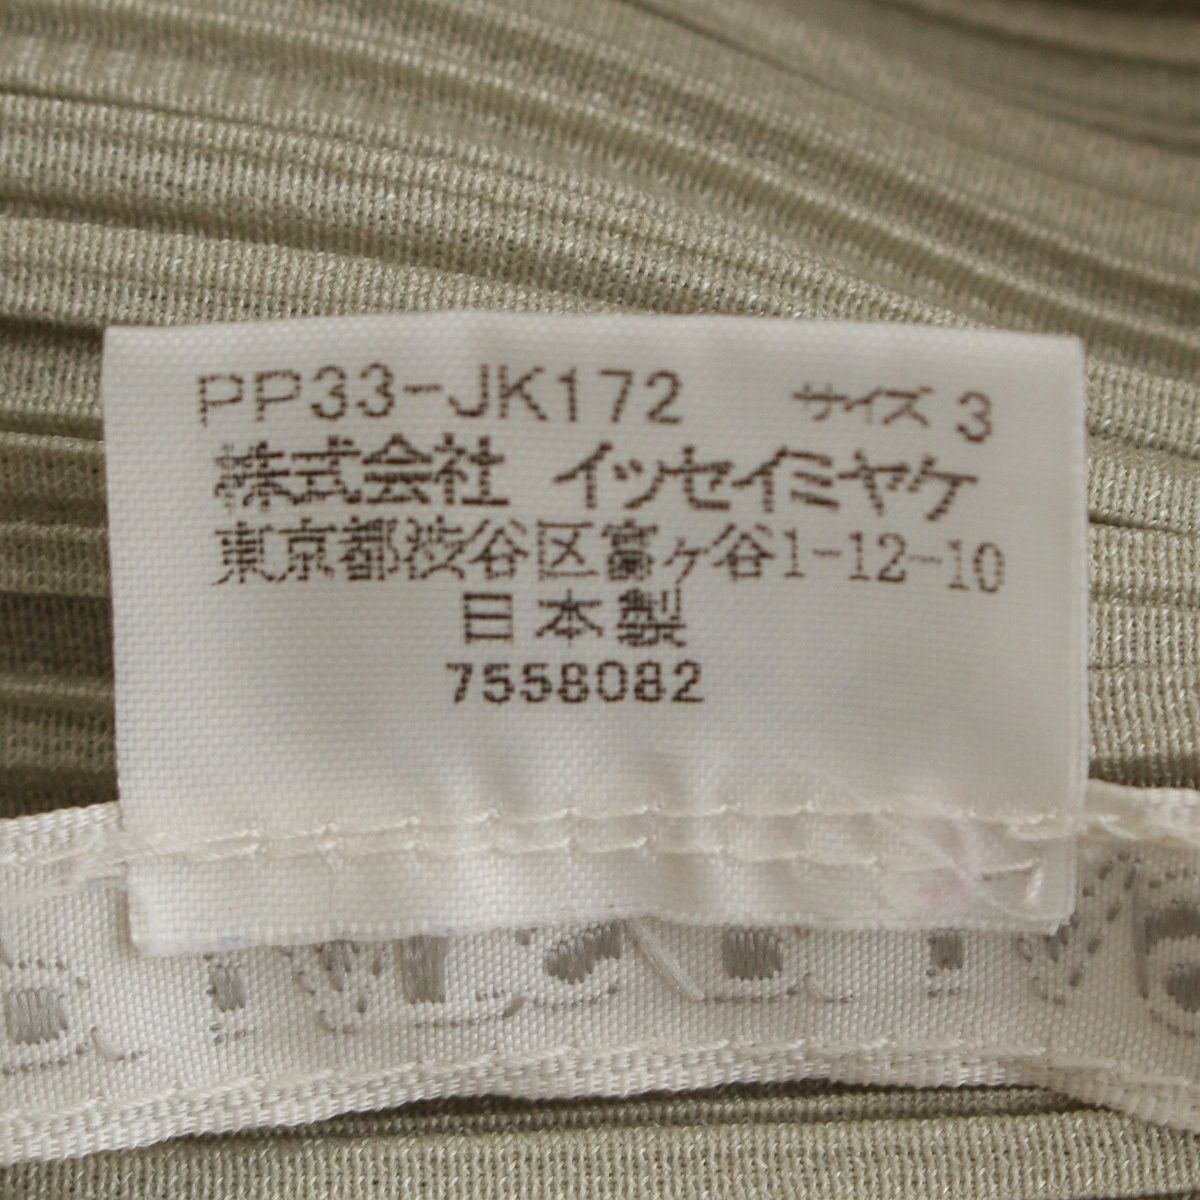 PP33-JK172 サイズ 3
株式会社 イッセイミヤケ
東京都渋谷区富ヶ谷1-12-10
日本製
7558082